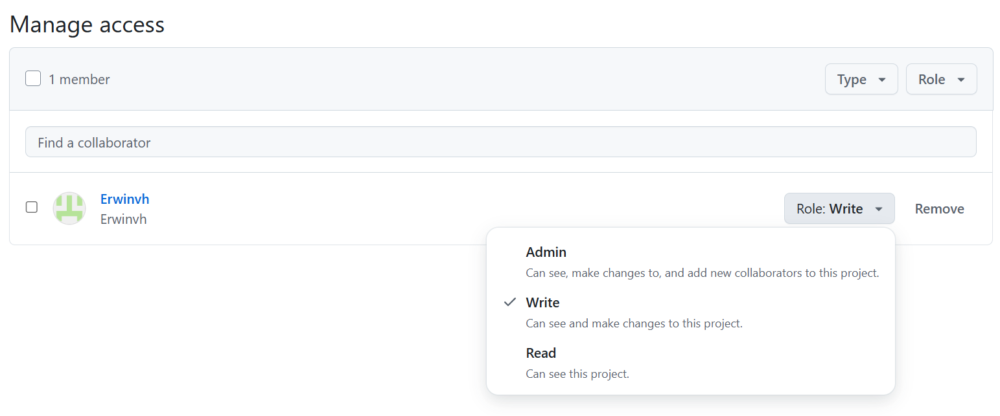 Manage access
1 member
Type
Role
Find a collaborator
Erwinvh
Erwinvh
Role: Write
Remove
Admin
Can see, make changes to, and add new collaborators to this project.
Write
Can see and make changes to this project.
Read
Can see this project.